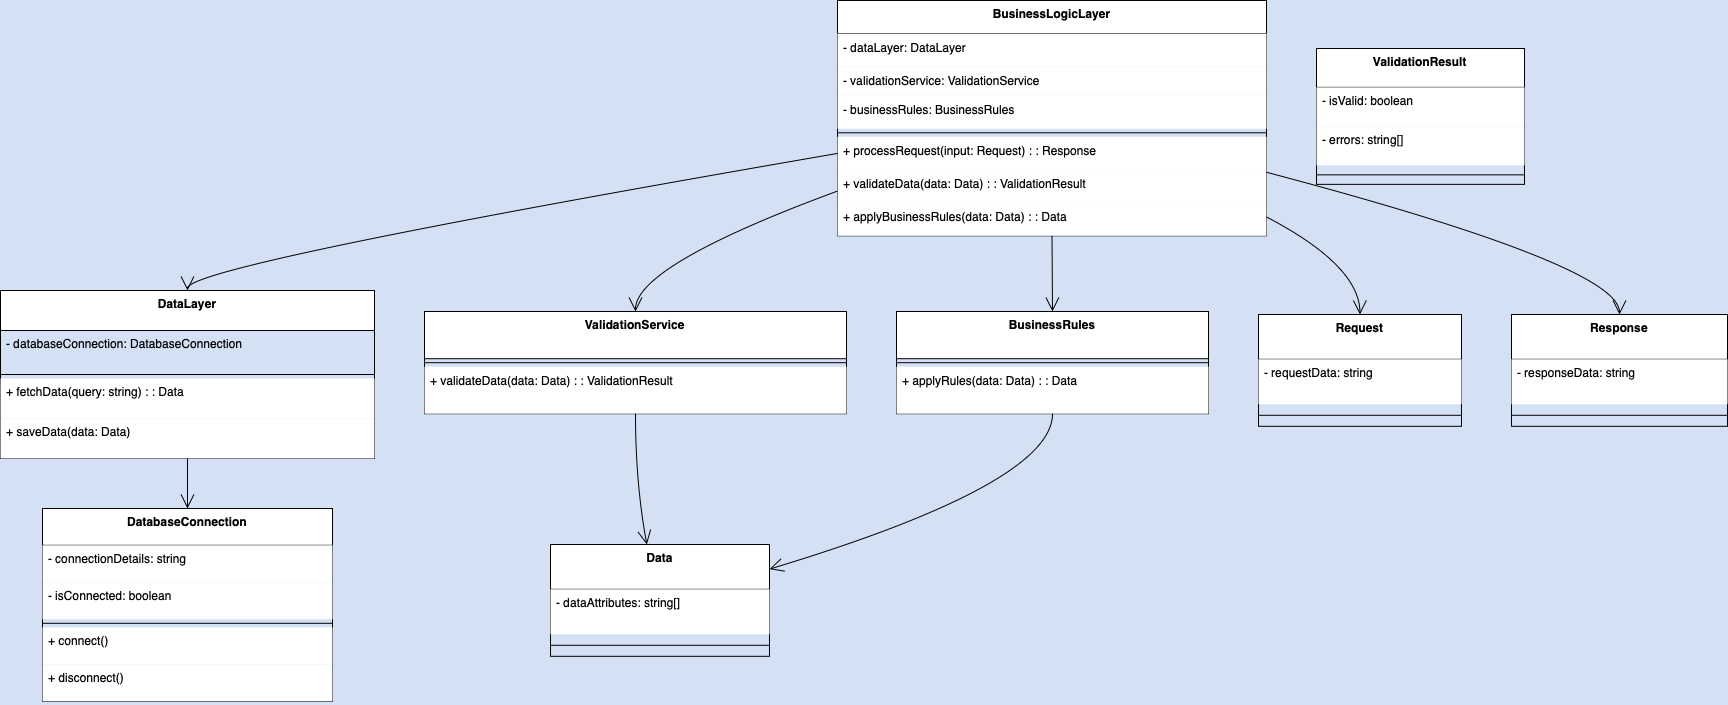 BusinessLogicLayer
- dataLayer: DataLayer
- validationService: ValidationService
- businessRules: BusinessRules
+ processRequest(input: Request) : : Response
+ validateData(data: Data) : : ValidationResult
+ applyBusinessRules(data: Data) : : Data
ValidationResult
- isValid: boolean
- errors: string[]
DataLayer
- databaseConnection: DatabaseConnection
+ fetchData(query: string) : : Data
+ saveData(data: Data)
ValidationService
+ validateData(data: Data) : : ValidationResult
BusinessRules
+ applyRules(data: Data) : : Data
Request
- requestData: string
Response
- responseData: string
DatabaseConnection
- connectionDetails: string
- isConnected: boolean
+ connect()
+ disconnect()
Data
- dataAttributes: string[]